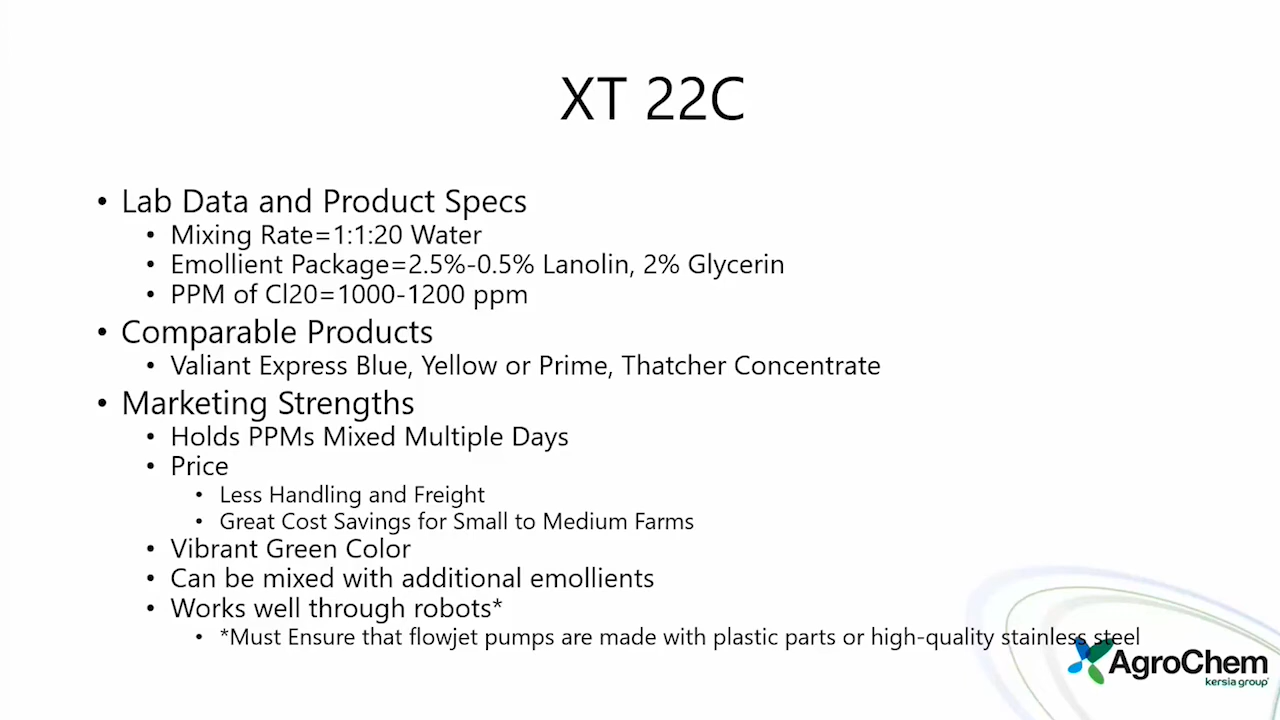 XT 22C
• Lab Data and Product Specs
• Mixing Rate=1:1:20 Water
• Emollient Package=2.5%-0.5% Lanolin, 2% Glycerin
• PPM of Cl20=1000-1200 ppm
• Comparable Products
• Valiant Express Blue, Yellow or Prime, Thatcher Concentrate
• Marketing Strengths
• Holds PPMs Mixed Multiple Days
• Price
• Less Handling and Freight
• Great Cost Savings for Small to Medium Farms
• Vibrant Green Color
• Can be mixed with additional emollients
• Works well through robots*
• *Must Ensure that flowjet pumps are made with plastic parts or high-quality stainless steel
AgroChem
kersia group